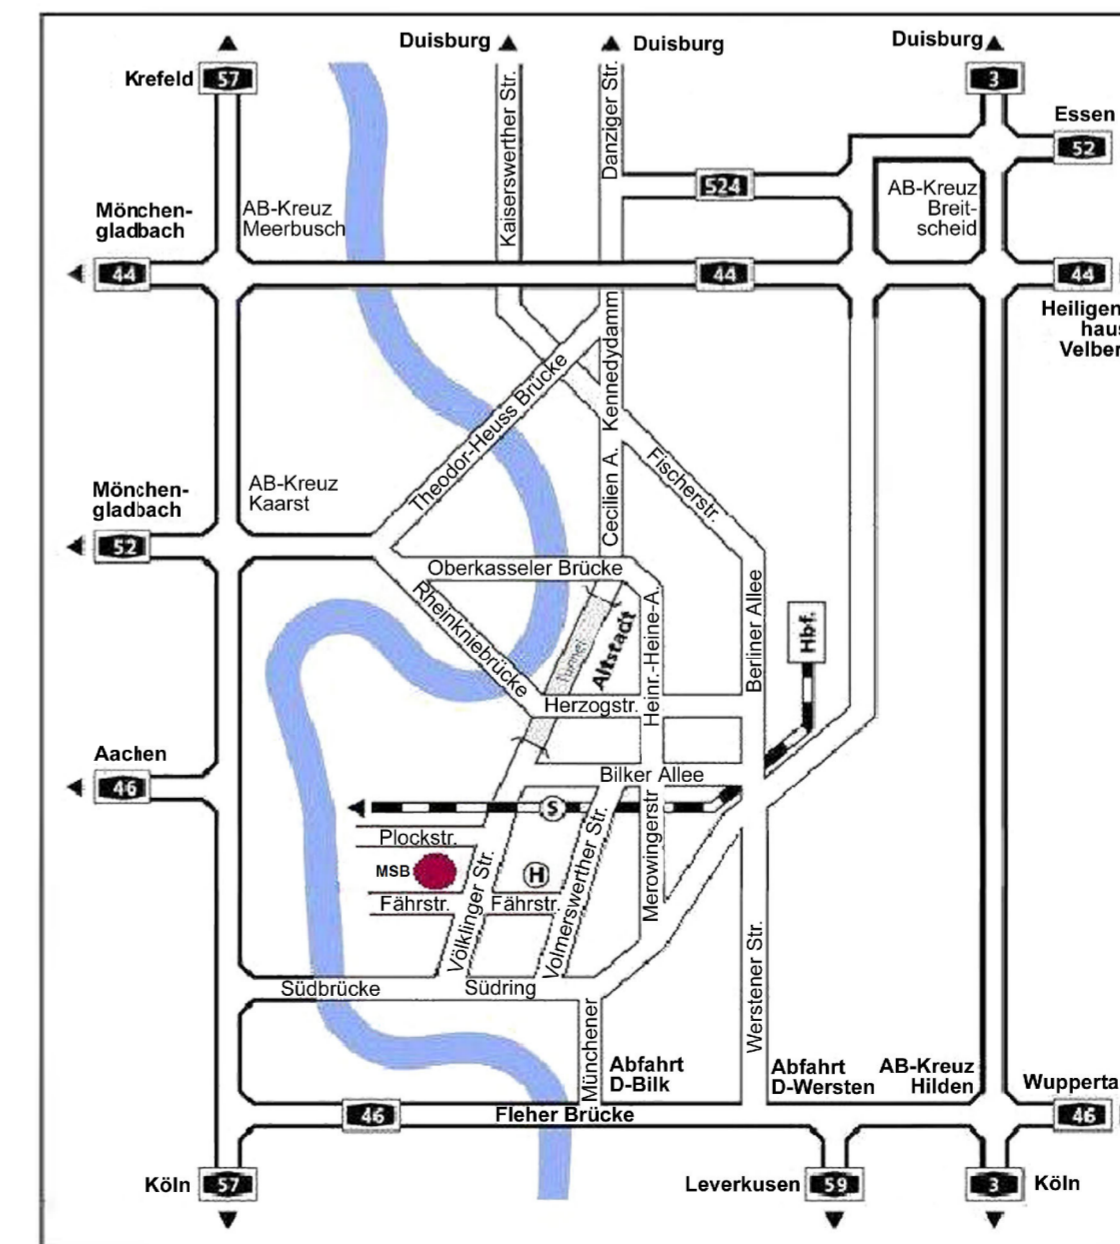 Duisburg
Duisburg
Duisburg
Krefeld
57
3
Essen
52
Kaiserswerther Str.
Danziger Str.
524
AB-Kreuz
Breit-
scheid
Mönchen-
gladbach
AB-Kreuz
Meerbusch
44
44
44
Heiligen
haus
Velber
Theodor-Heuss Brücke
Kennedydamm
Cecilien A.
Fischerstr.
Mönchen-
gladbach
AB-Kreuz
Kaarst
52
Oberkasseler Brücke
Rheinkniebrücke
Tunnel
Altstadt
Heinr.-Heine-A.
Berliner Allee
Hbf.
Herzogstr.
Aachen
46
Bilker Allee
S
Plockstr.
MSB
H
Fährstr.
Fährstr.
Völklinger Str.
Volmerswerther Str.
Merowingerstr
Werstener Str.
Südbrücke
Südring
Münchener
Abfahrt
D-Bilk
Abfahrt
D-Wersten
AB-Kreuz
Hilden
Wupperta
46
Fleher Brücke
46
Köln
57
Leverkusen
59
3
Köln